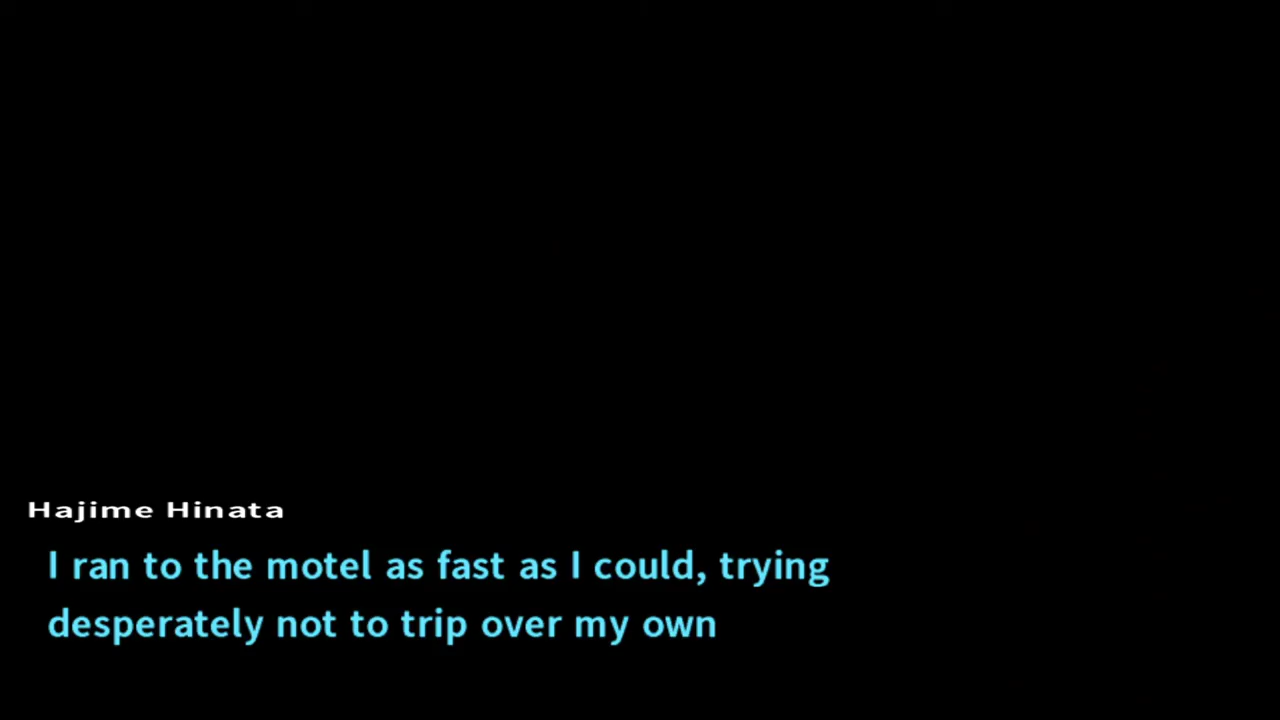 Hajime Hinata
I ran to the motel as fast as I could, trying
desperately not to trip over my own